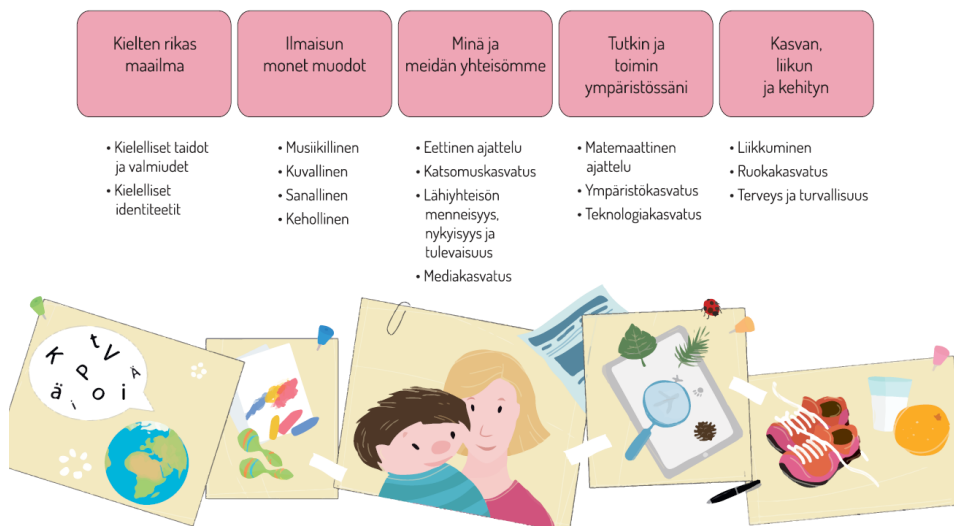 Kielten rikas
maailma
Ilmaisun
monet muodot
Minä ja
meidän yhteisömme
Tutkin ja
toimin
ympäristössäni
Kasvan,
liikun
ja kehityn
• Kielelliset taidot
ja valmiudet
• Kielelliset
identiteetit
• Musiikillinen
• Kuvallinen
• Sanallinen
• Kehollinen
• Eettinen ajattelu
• Katsomuskasvatus
• Lähiyhteisön
menneisyys,
nykyisyys ja
tulevaisuus
• Mediakasvatus
• Matemaattinen
ajattelu
• Ympäristökasvatus
• Teknologiakasvatus
• Liikkuminen
• Ruokakasvatus
• Terveys ja turvallisuus
K t V
P Ä
ä i o i